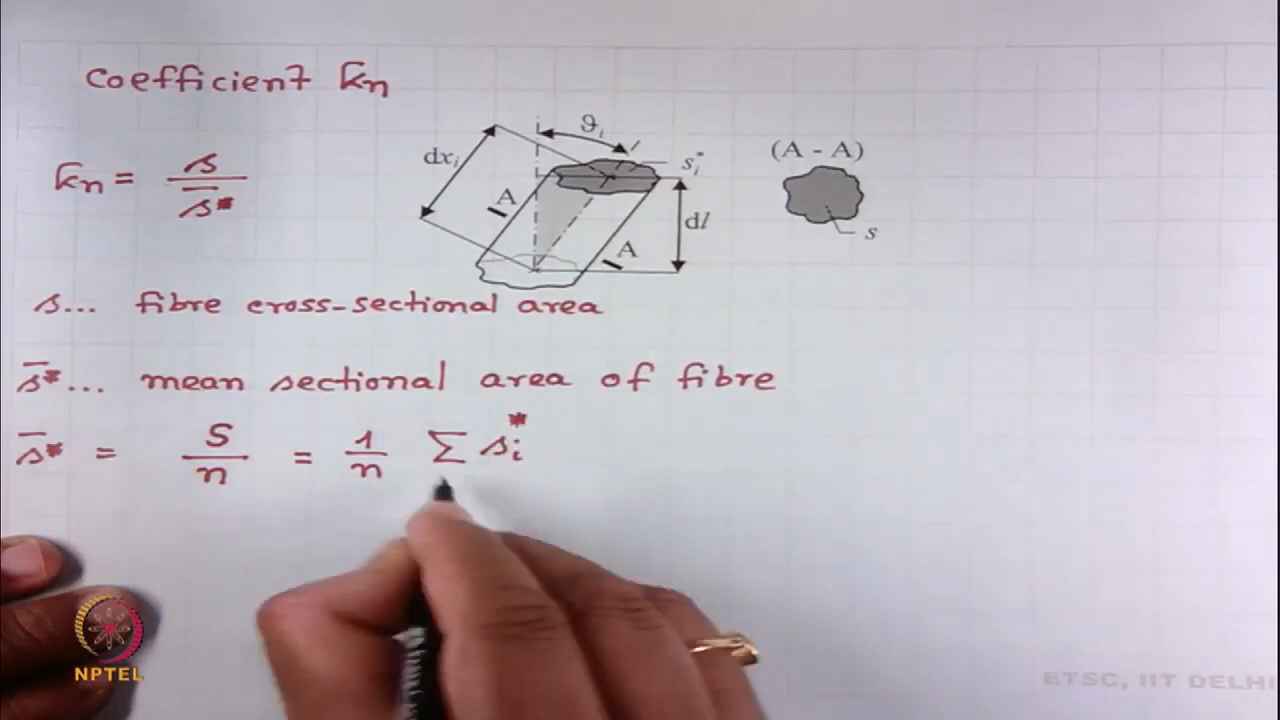 coefficient kn
kn = s / s̄*
dxi
ϑi
si*
A
A
dl
(A - A)
s
s... fibre cross-sectional area
s̄*... mean sectional area of fibre
s̄* = S / n = 1 / n Σ si*
NPTEL
ETSC, IIT DELHI